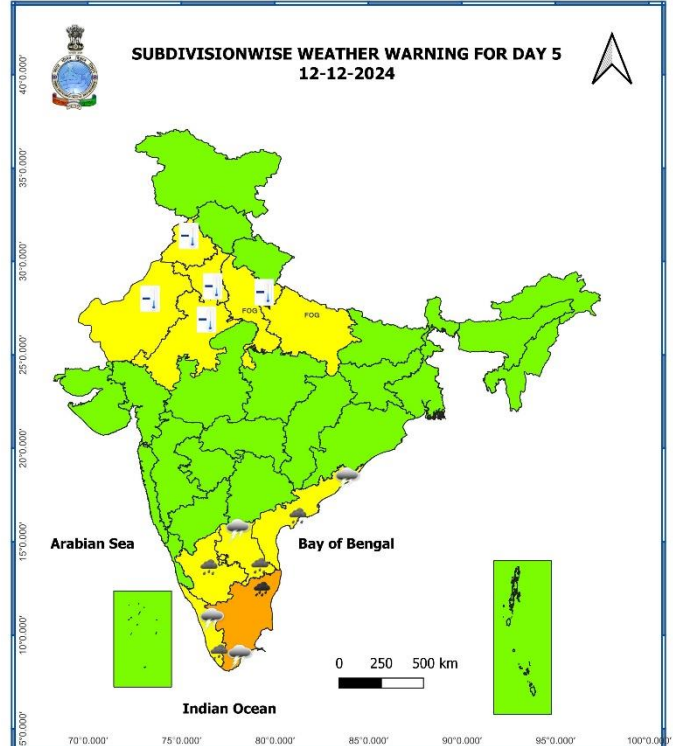 SUBDIVISIONWISE WEATHER WARNING FOR DAY 5
12-12-2024
40°0.000'
35°0.000'
30°0.000'
FOG
FOG
25°0.000'
20°0.000'
Arabian Sea
Bay of Bengal
15°0.000'
10°0.000'
0 250 500 km
Indian Ocean
5°0.000'
70°0.000' 75°0.000' 80°0.000' 85°0.000' 90°0.000' 95°0.000' 100°0.000'